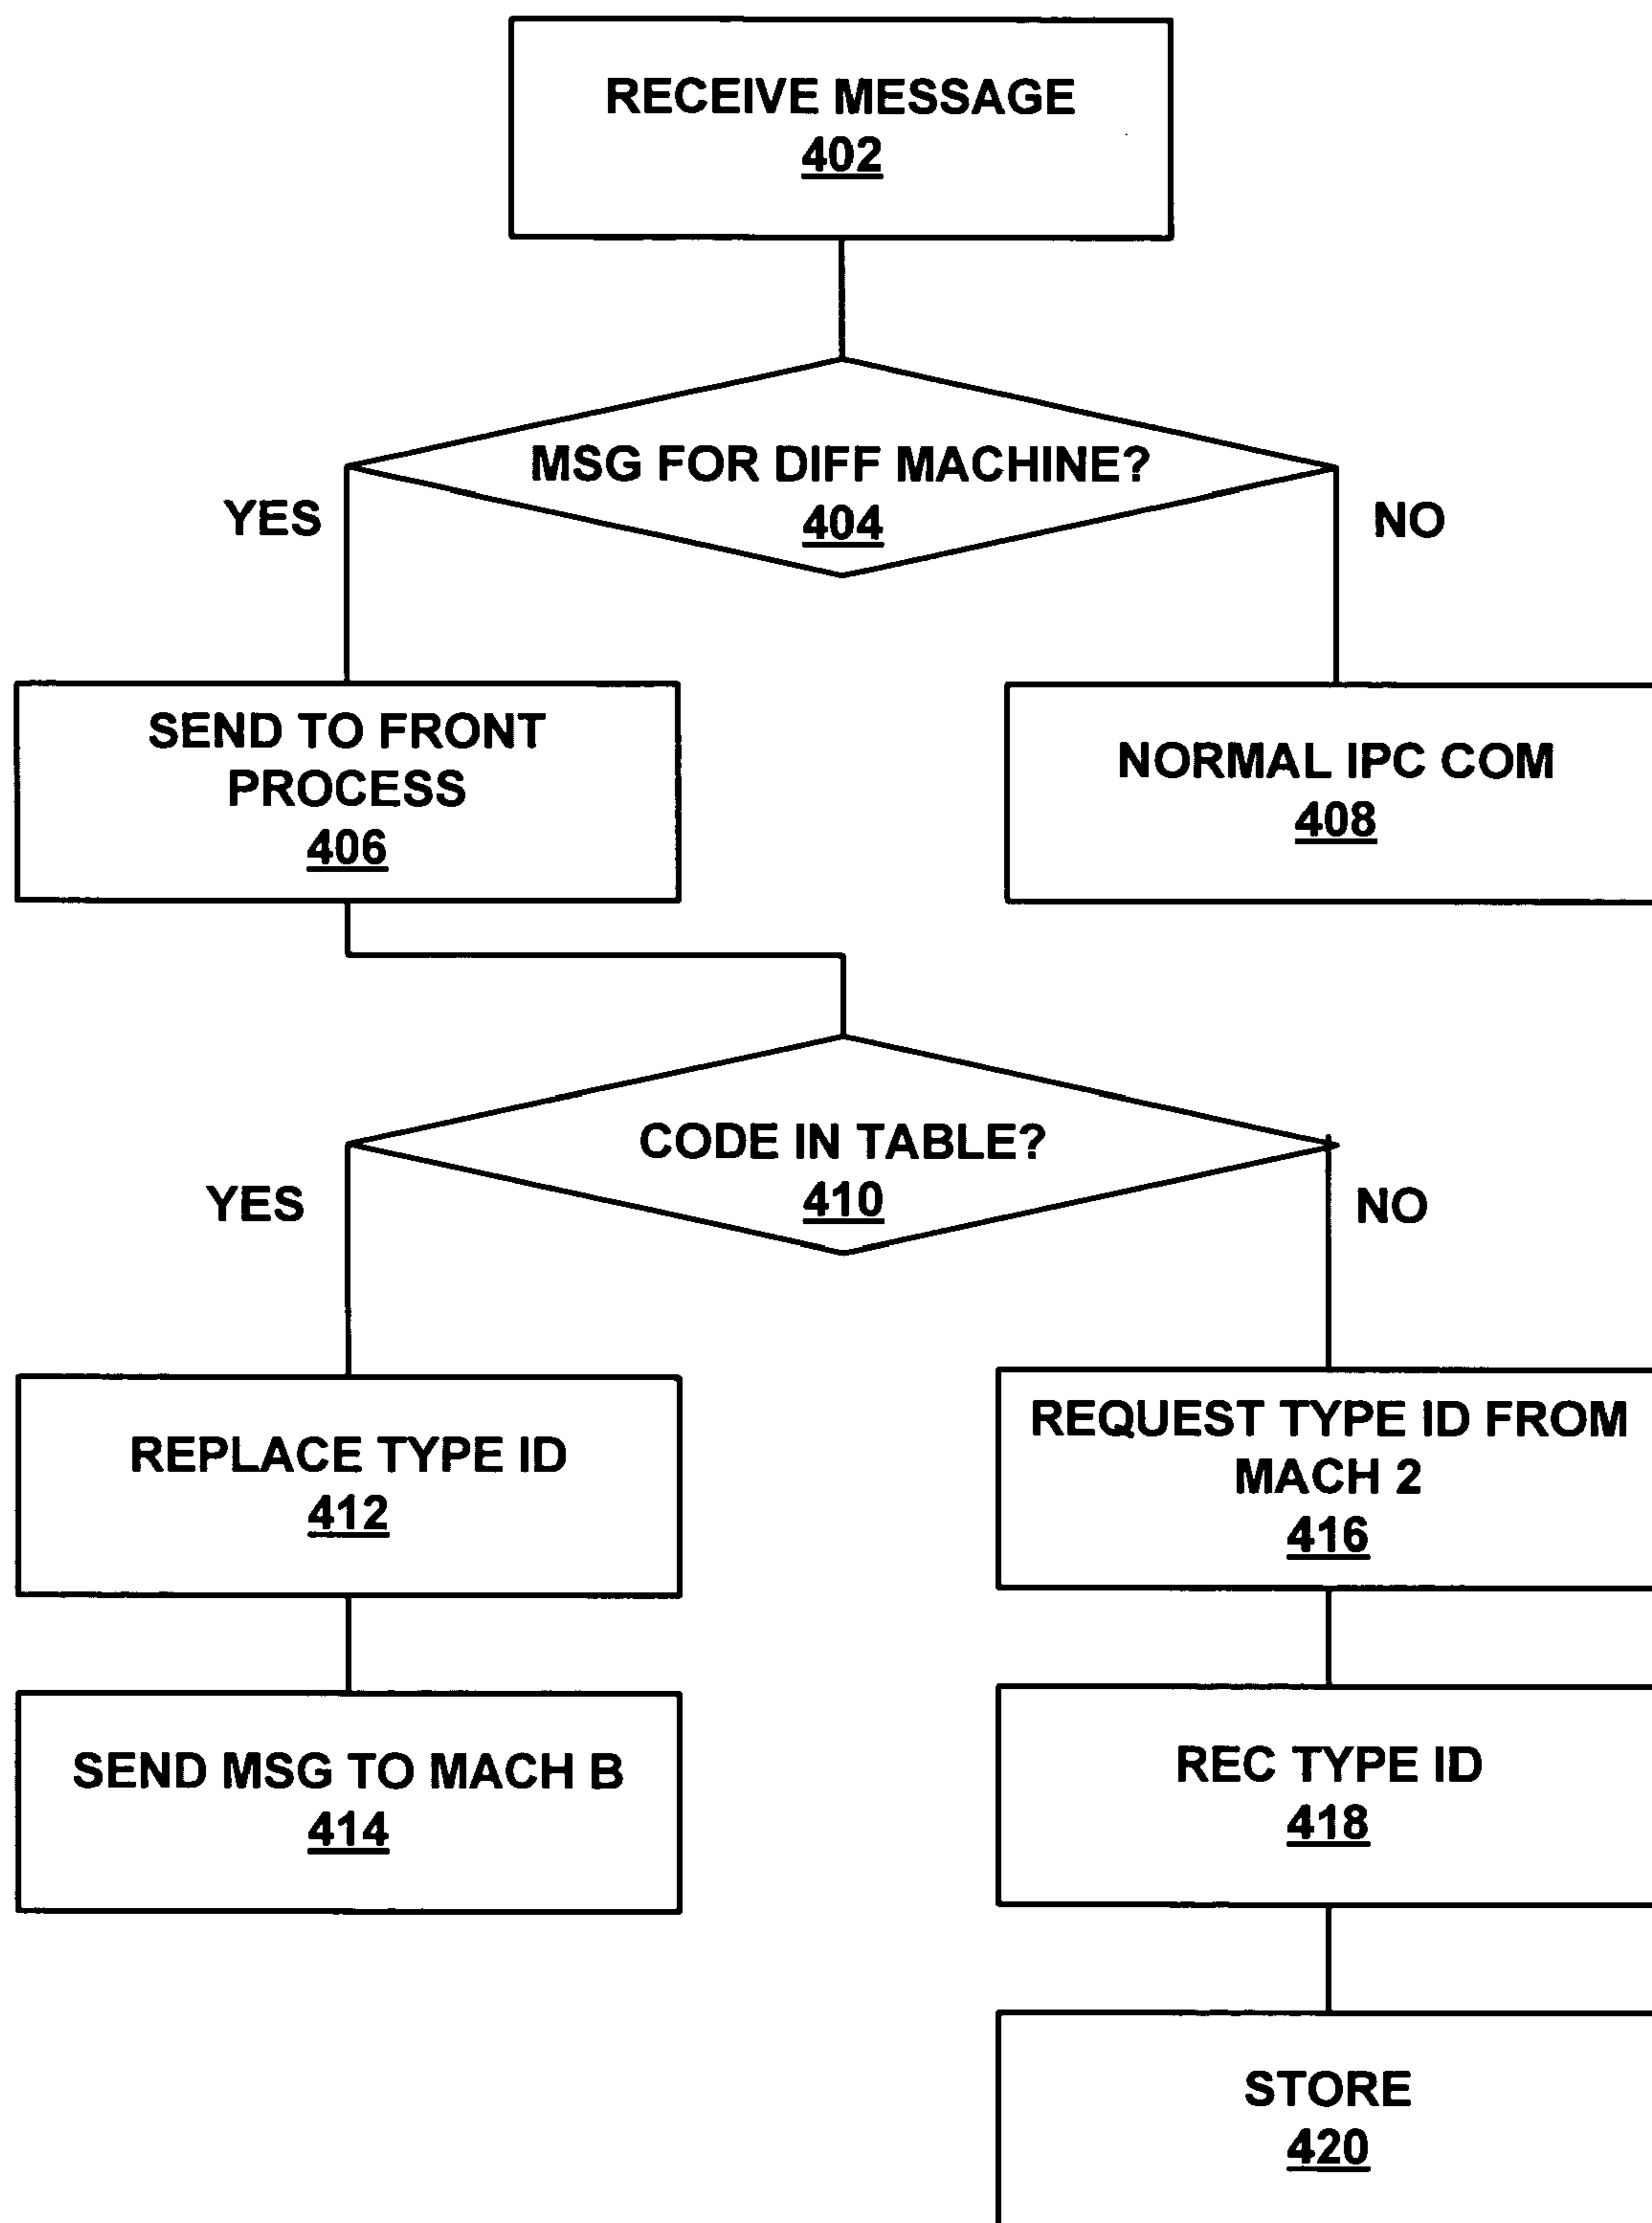 RECEIVE MESSAGE
402
MSG FOR DIFF MACHINE?
404
YES
NO
SEND TO FRONT
PROCESS
406
NORMAL IPC COM
408
CODE IN TABLE?
410
YES
NO
REPLACE TYPE ID
412
REQUEST TYPE ID FROM
MACH 2
416
SEND MSG TO MACH B
414
REC TYPE ID
418
STORE
420